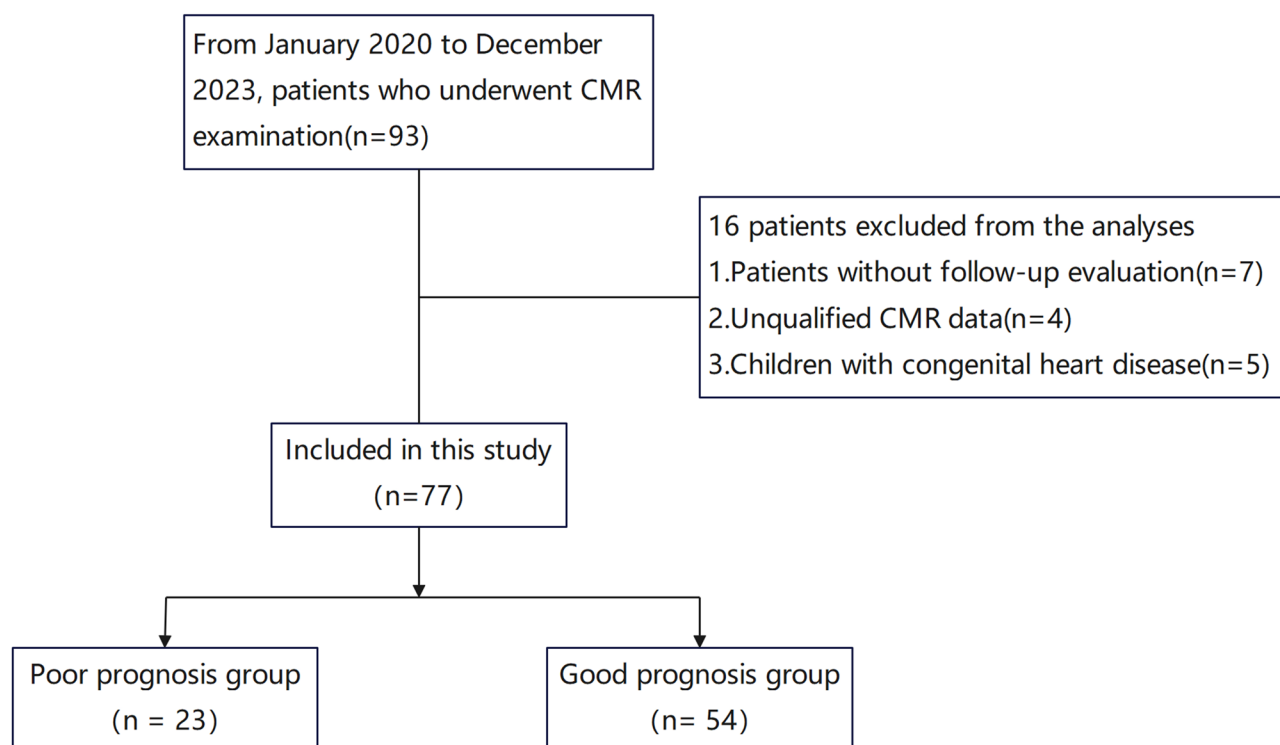 From January 2020 to December
2023, patients who underwent CMR
examination(n=93)
16 patients excluded from the analyses
1.Patients without follow-up evaluation(n=7)
2.Unqualified CMR data(n=4)
3.Children with congenital heart disease(n=5)
Included in this study
(n=77)
Poor prognosis group
(n = 23)
Good prognosis group
(n= 54)